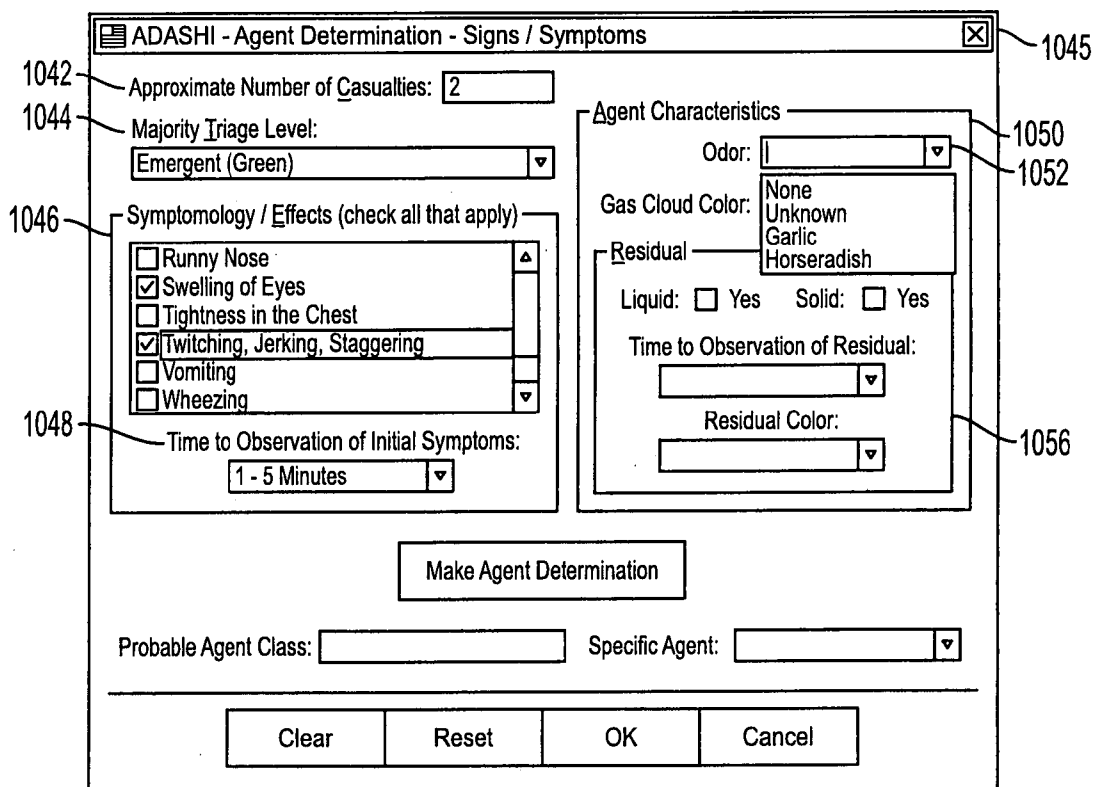 ADASHI - Agent Determination - Signs / Symptoms
1045
1042
Approximate Number of Casualties: 2
1044
Majority Triage Level:
Emergent (Green)
1046
Symptomology / Effects (check all that apply)
Runny Nose
Swelling of Eyes
Tightness in the Chest
Twitching, Jerking, Staggering
Vomiting
Wheezing
1048
Time to Observation of Initial Symptoms:
1 - 5 Minutes
Agent Characteristics
1050
Odor:
1052
None
Unknown
Garlic
Horseradish
Gas Cloud Color:
Residual
Liquid: Yes Solid: Yes
Time to Observation of Residual:
Residual Color:
1056
Make Agent Determination
Probable Agent Class: Specific Agent:
Clear Reset OK Cancel